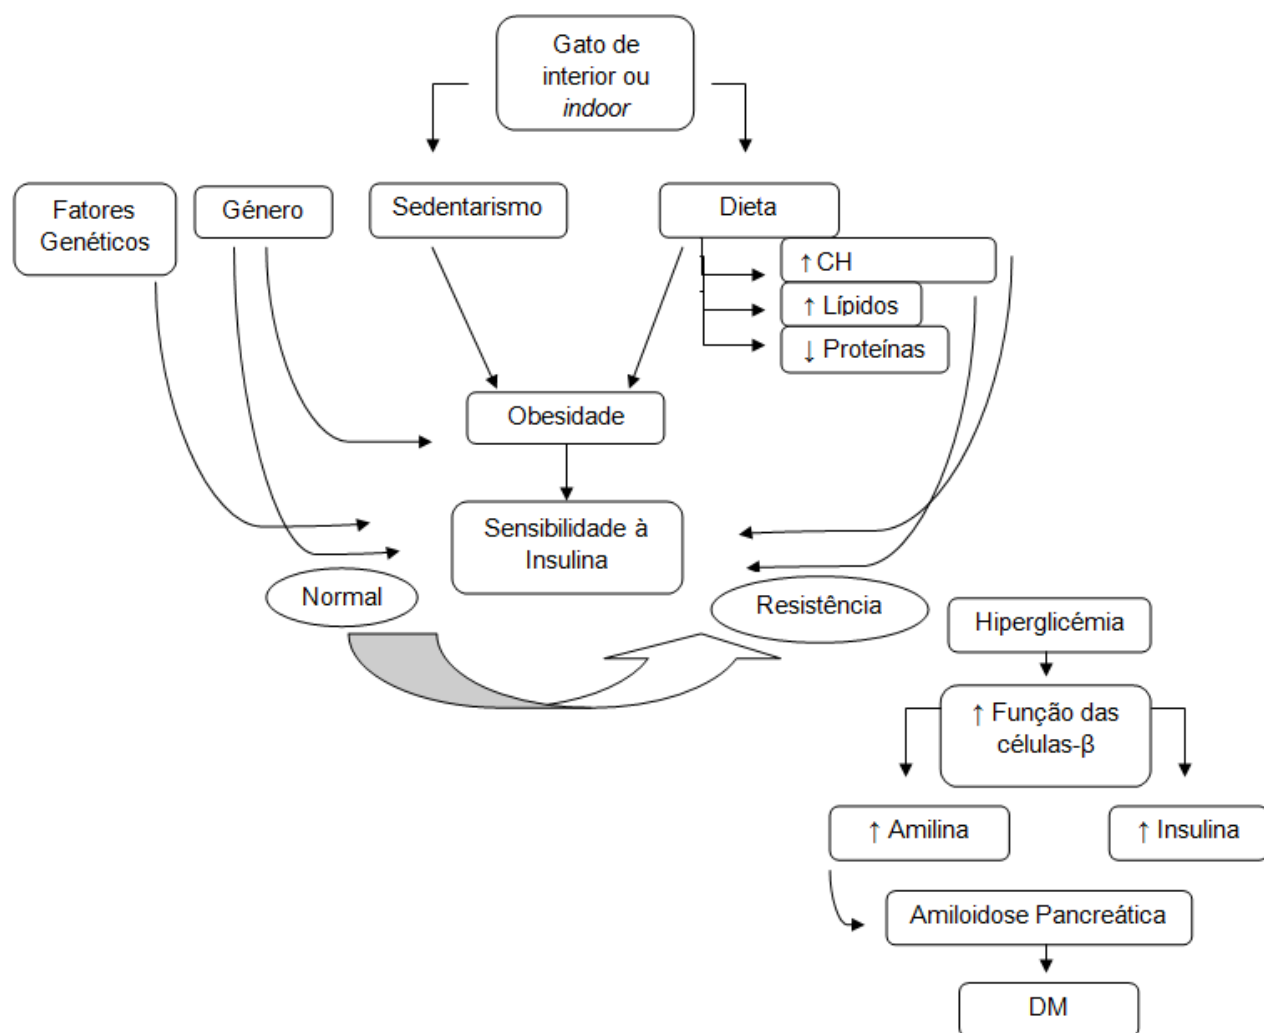 Gato de
interior ou
indoor
Fatores
Genéticos
Género
Sedentarismo
Dieta
↑ CH
↑ Lípidos
↓ Proteínas
Obesidade
Sensibilidade à
Insulina
Normal
Resistência
Hiperglicémia
↑ Função das
células-β
↑ Amilina
↑ Insulina
Amiloidose Pancreática
DM